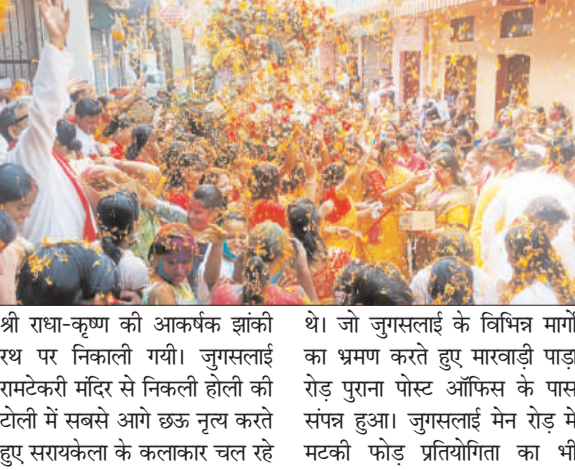 श्री राधा-कृष्ण की आकर्षक झांकी
रथ पर निकाली गयी। जुगसलाई
रामटेकरी मंदिर से निकली होली की
टोली में सबसे आगे छऊ नृत्य करते
हुए सरायकेला के कलाकार चल रहे
थे। जो जुगसलाई के विभिन्न मार्गों
का भ्रमण करते हुए मारवाड़ी पाड़ा
रोड़ पुराना पोस्ट ऑफिस के पास
संपन्न हुआ। जुगसलाई मेन रोड़ मे
मटकी फोड़ प्रतियोगिता का भी